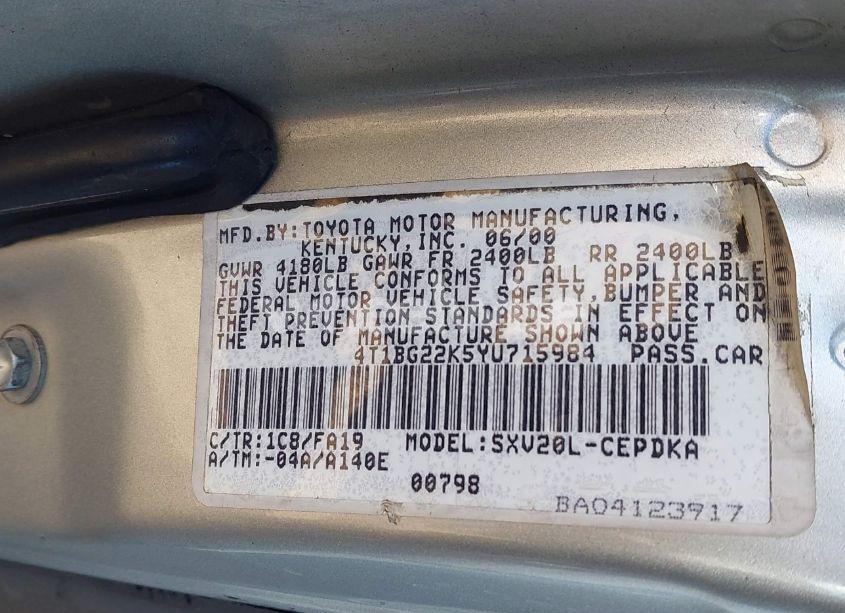 MFD.BY:TOYOTA MOTOR MANUFACTURING,
KENTUCKY,INC. 06/00
GVWR 4180LB GAWR FR 2400LB RR 2400LB
THIS VEHICLE CONFORMS TO ALL APPLICABLE
FEDERAL MOTOR VEHICLE SAFETY,BUMPER AND
THEFT PREVENTION STANDARDS IN EFFECT ON
THE DATE OF MANUFACTURE SHOWN ABOVE
4T1BG22K5YU715984 PASS.CAR
C/TR:1C8/FA19 MODEL:SXV20L-CEPDKA
A/TM:-04A/A140E
00798
BA04123917